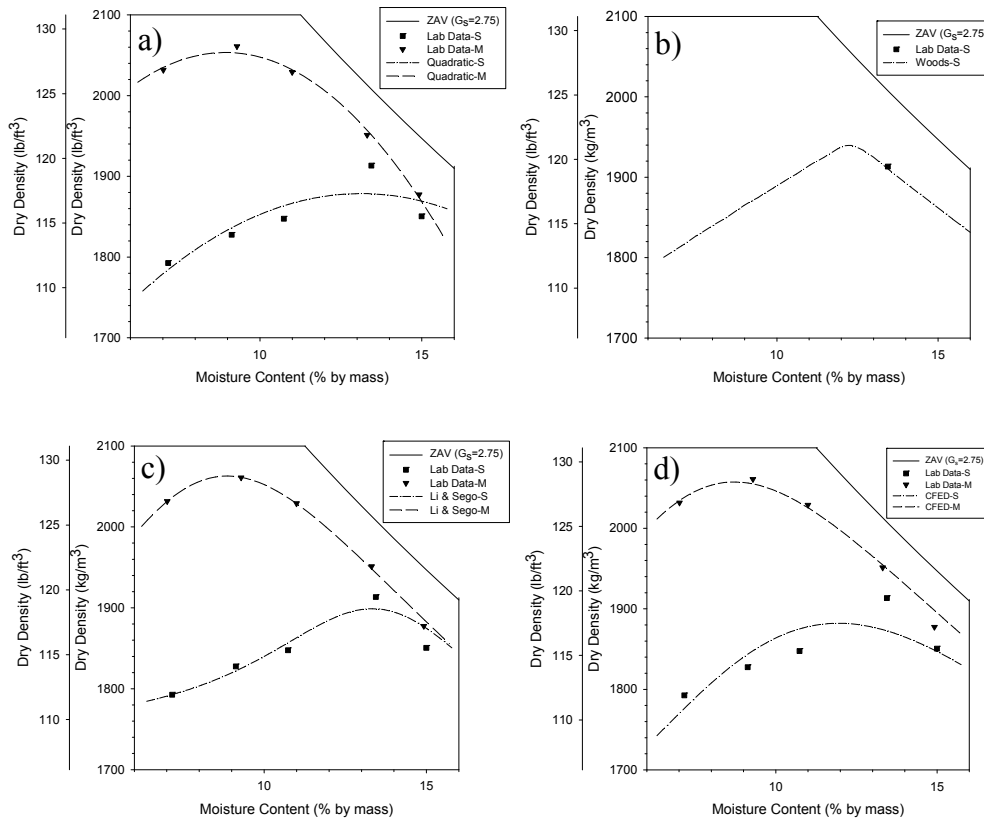 a)
ZAV (GS=2.75)
Lab Data-S
Lab Data-M
Quadratic-S
Quadratic-M
Dry Density (lb/ft3)
130
125
120
115
110
Dry Density (kg/m3)
2100
2000
1900
1800
1700
10
15
Moisture Content (% by mass)
b)
ZAV (GS=2.75)
Lab Data-S
Woods-S
Dry Density (lb/ft3)
130
125
120
115
110
Dry Density (kg/m3)
2100
2000
1900
1800
1700
10
15
Moisture Content (% by mass)
c)
ZAV (GS=2.75)
Lab Data-S
Lab Data-M
Li & Sego-S
Li & Sego-M
Dry Density (lb/ft3)
130
125
120
115
110
Dry Density (kg/m3)
2100
2000
1900
1800
1700
10
15
Moisture Content (% by mass)
d)
ZAV (Gs=2.75)
Lab Data-S
Lab Data-M
CFED-S
CFED-M
Dry Density (lb/ft3)
130
125
120
115
110
Dry Density (kg/m3)
2100
2000
1900
1800
1700
10
15
Moisture Content (% by mass)